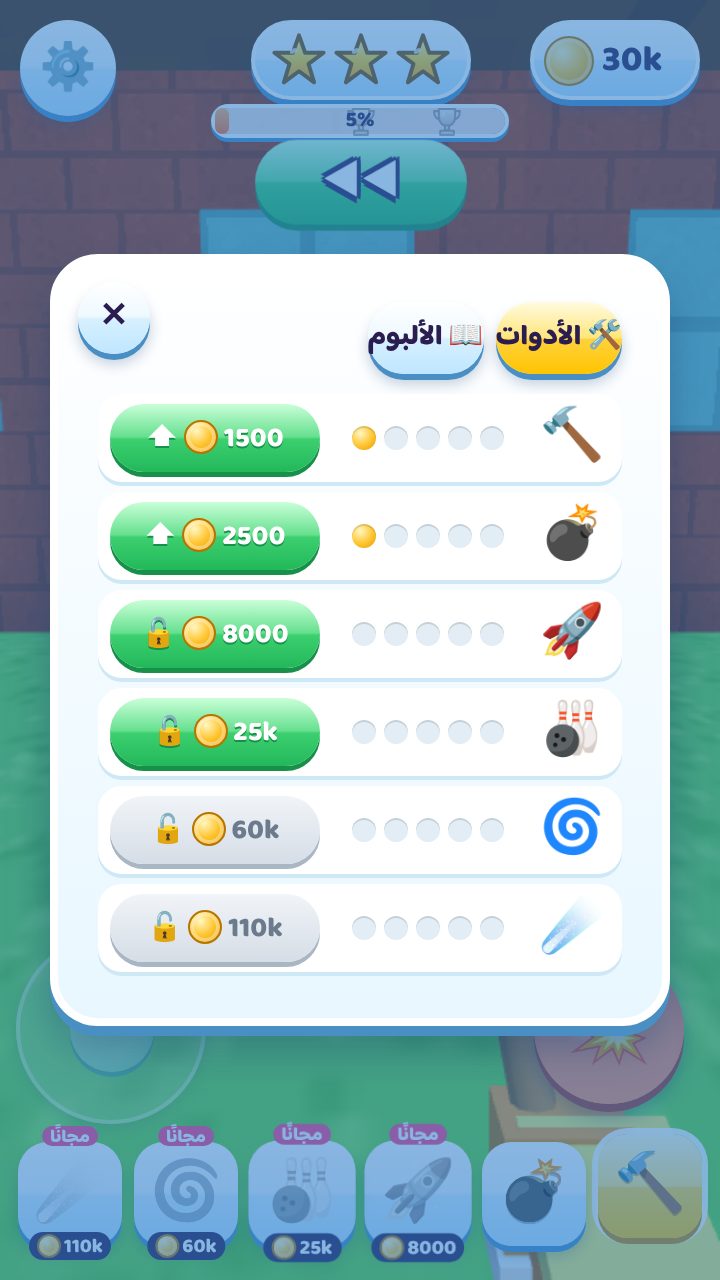 30k
5%
🛠️ الأدوات
📖 الألبوم
✕
1500
2500
8000
25k
60k
110k
مجانًا
مجانًا
مجانًا
مجانًا
8000
25k
60k
110k